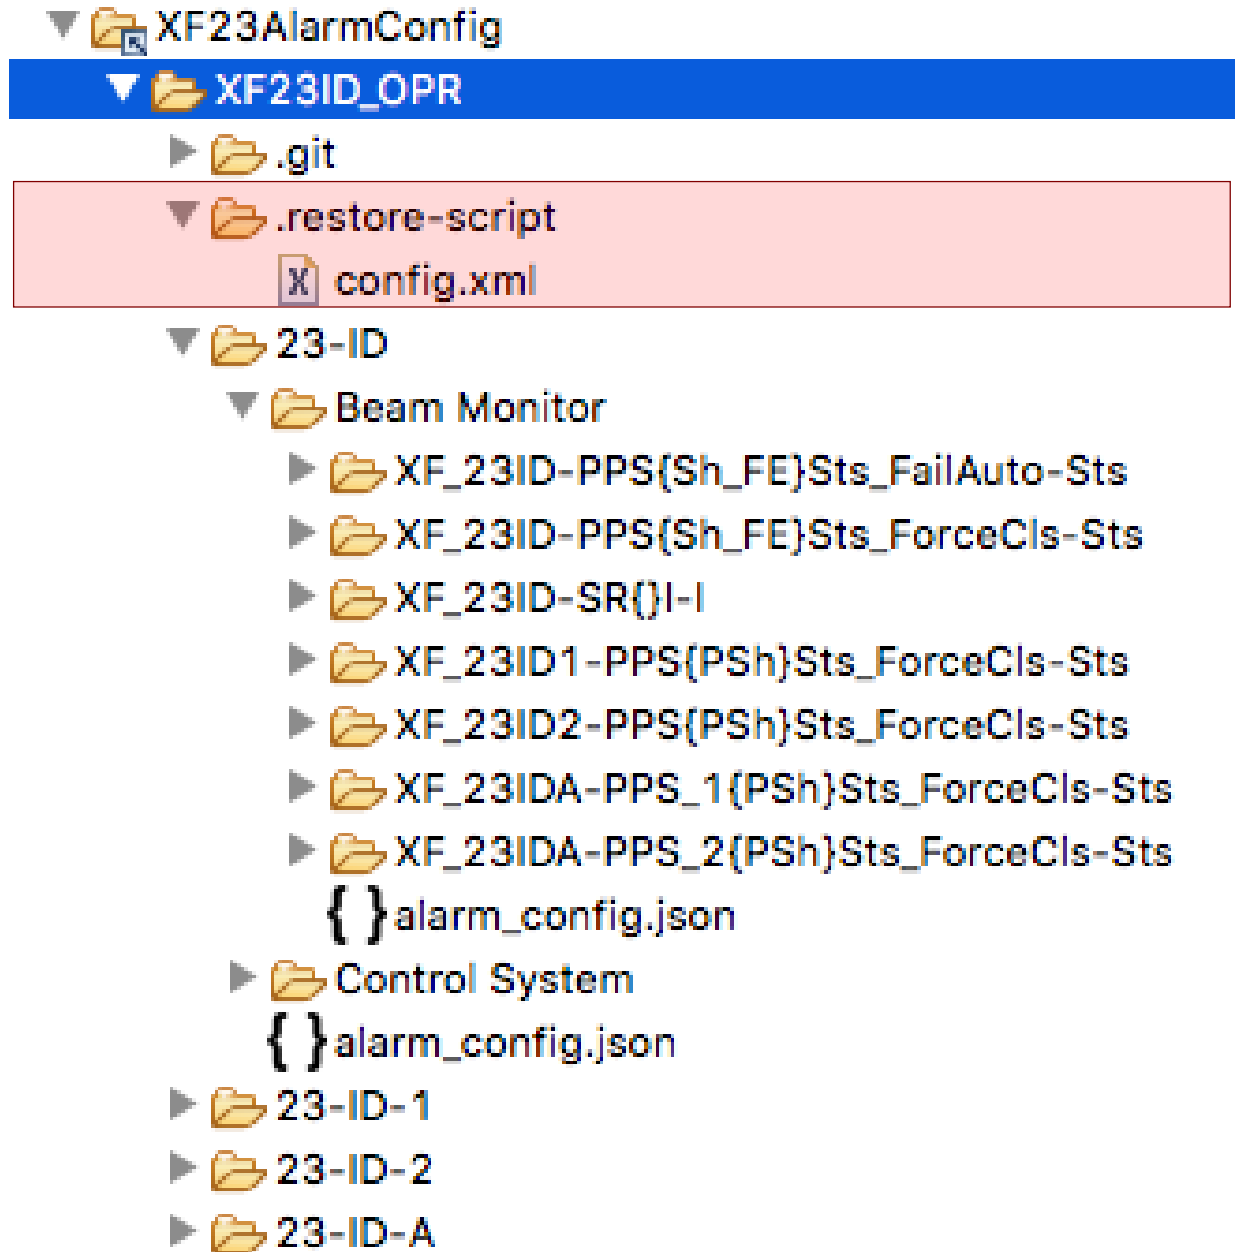 XF23AlarmConfig
XF23ID_OPR
.git
.restore-script
config.xml
23-ID
Beam Monitor
XF_23ID-PPS{Sh_FE}Sts_FailAuto-Sts
XF_23ID-PPS{Sh_FE}Sts_ForceCls-Sts
XF_23ID-SR{}I-I
XF_23ID1-PPS{PSh}Sts_ForceCls-Sts
XF_23ID2-PPS{PSh}Sts_ForceCls-Sts
XF_23IDA-PPS_1{PSh}Sts_ForceCls-Sts
XF_23IDA-PPS_2{PSh}Sts_ForceCls-Sts
alarm_config.json
Control System
alarm_config.json
23-ID-1
23-ID-2
23-ID-A